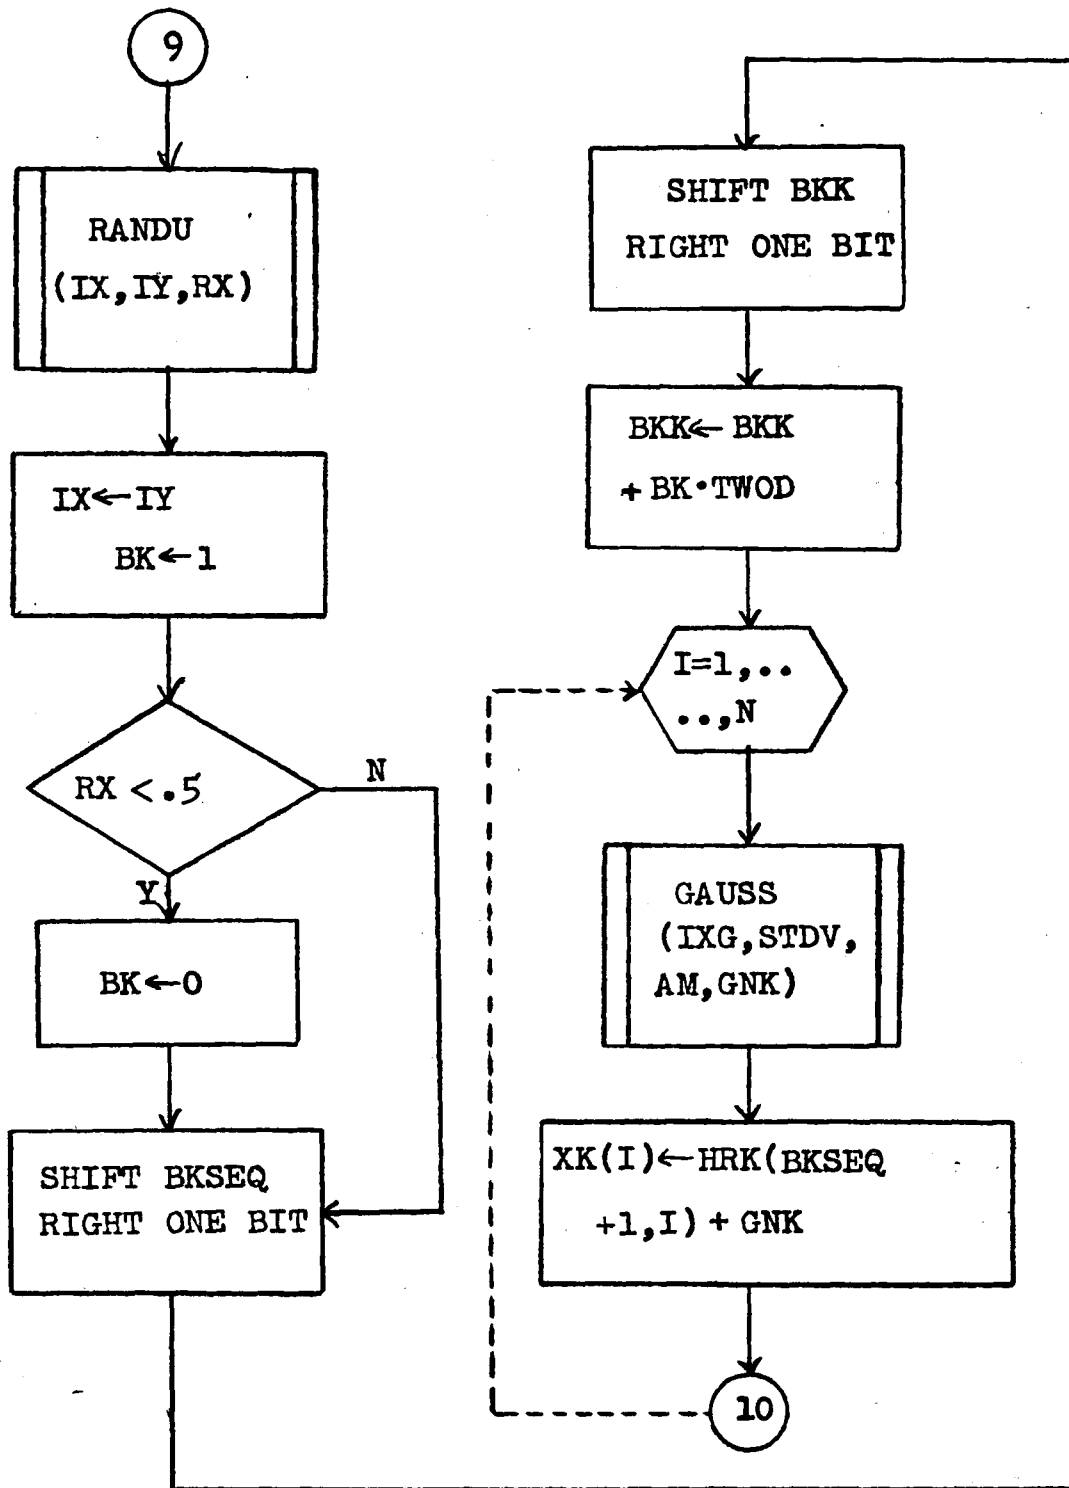 9
RANDU
(IX,IY,RX)
IX←IY
BK←1
RX <.5
N
Y
BK←0
SHIFT BKSEQ
RIGHT ONE BIT
SHIFT BKK
RIGHT ONE BIT
BKK← BKK
+ BK·TWOD
I=1,..
..,N
GAUSS
(IXG,STDV,
AM,GNK)
XK(I)←HRK(BKSEQ
+1,I) + GNK
10